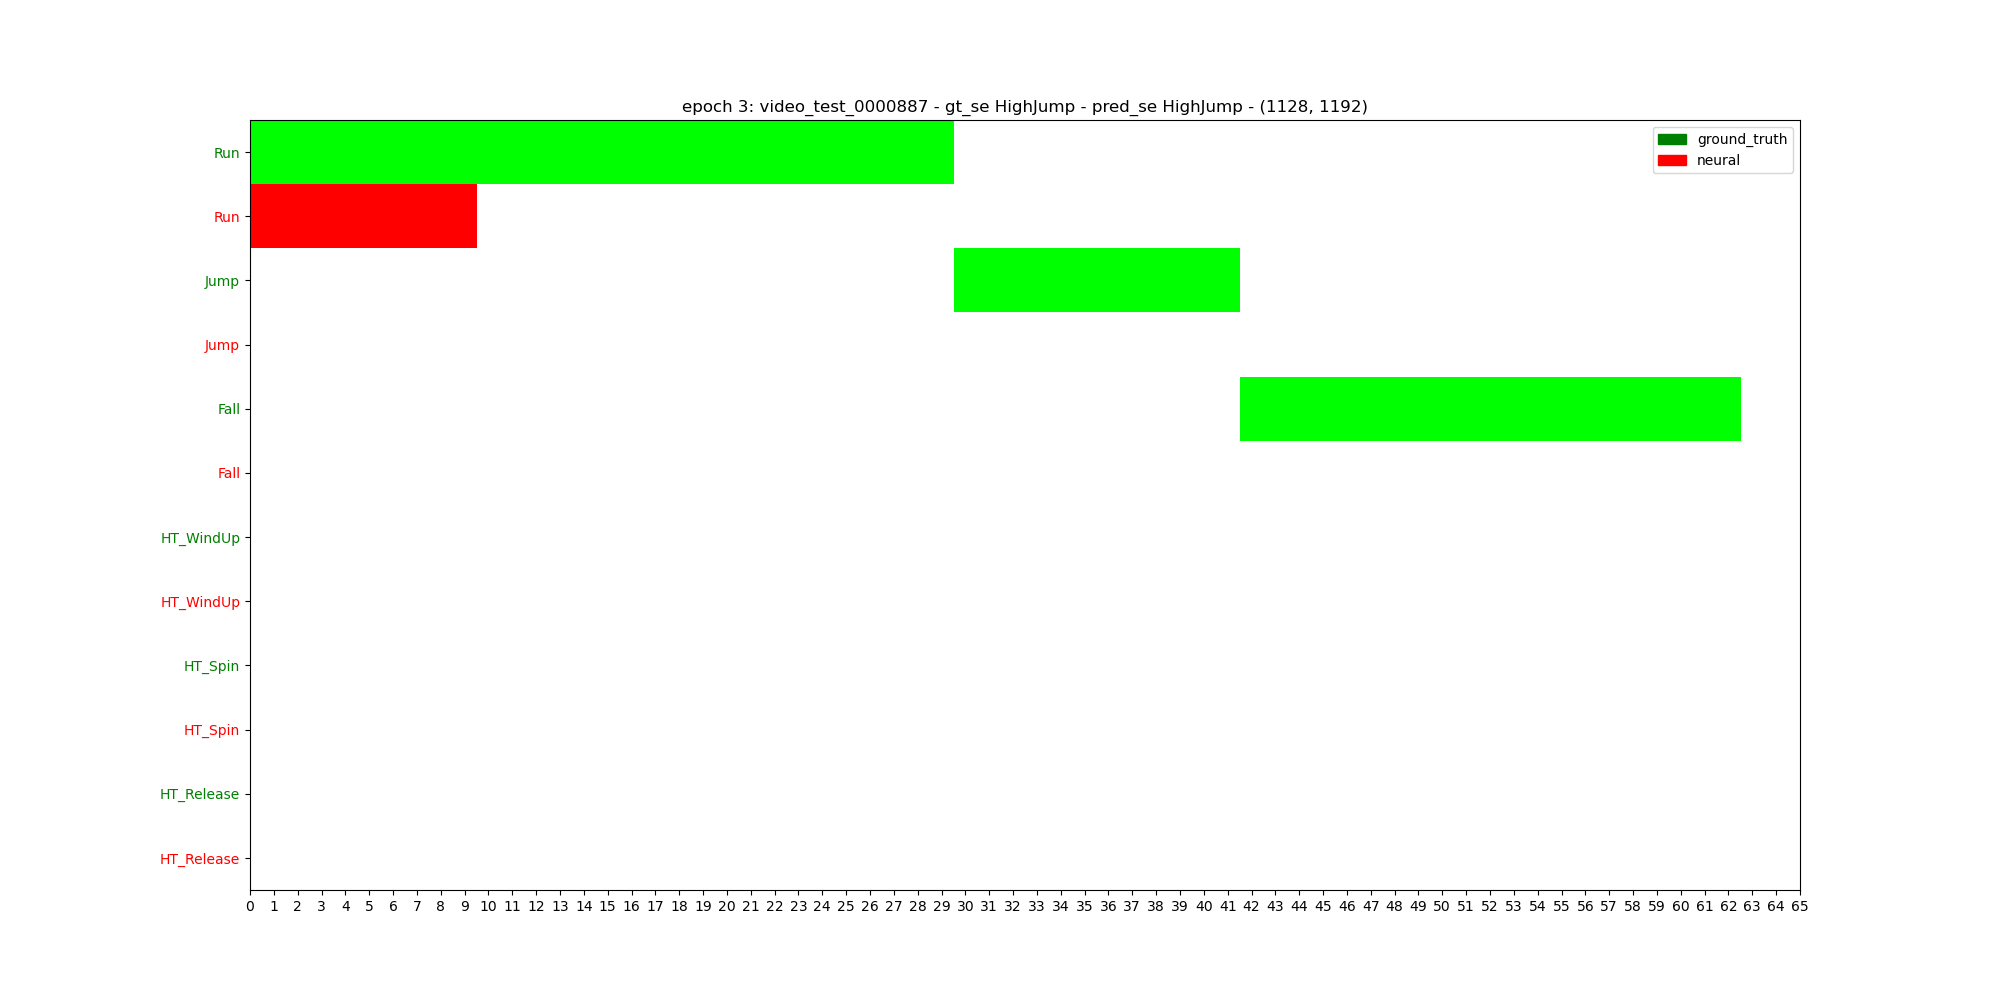 epoch 3: video_test_0000887 - gt_se HighJump - pred_se HighJump - (1128, 1192)
ground_truth
neural
Run
Run
Jump
Jump
Fall
Fall
HT_WindUp
HT_WindUp
HT_Spin
HT_Spin
HT_Release
HT_Release
0 1 2 3 4 5 6 7 8 9 10 11 12 13 14 15 16 17 18 19 20 21 22 23 24 25 26 27 28 29 30 31 32 33 34 35 36 37 38 39 40 41 42 43 44 45 46 47 48 49 50 51 52 53 54 55 56 57 58 59 60 61 62 63 64 65